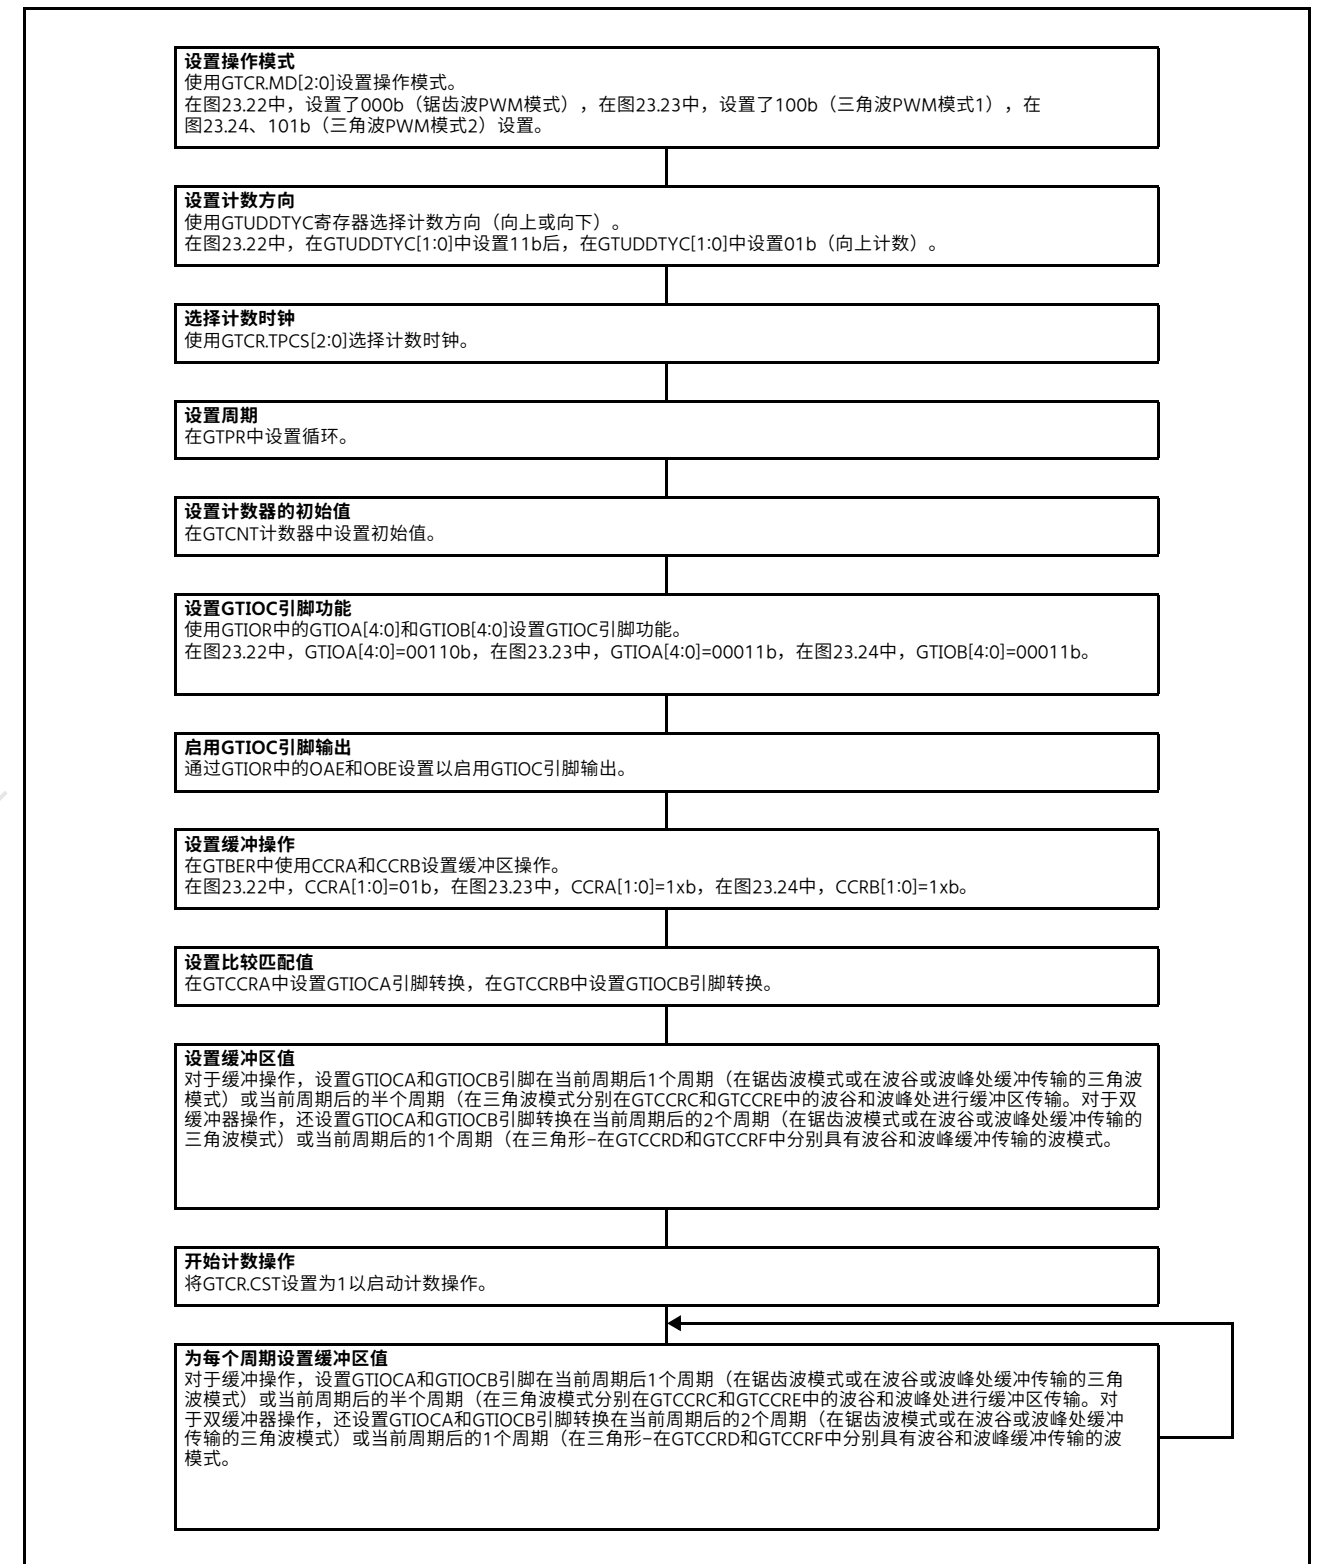 设置操作模式
使用GTCR.MD[2:0]设置操作模式。
在图23.22中，设置了000b（锯齿波PWM模式），在图23.23中，设置了100b（三角波PWM模式1），在
图23.24、101b（三角波PWM模式2）设置。
设置计数方向
使用GTUDDTYC寄存器选择计数方向（向上或向下）。
在图23.22中，在GTUDDTYC[1:0]中设置11b后，在GTUDDTYC[1:0]中设置01b（向上计数）。
选择计数时钟
使用GTCR.TPCS[2:0]选择计数时钟。
设置周期
在GTPR中设置循环。
设置计数器的初始值
在GTCNT计数器中设置初始值。
设置GTIOC引脚功能
使用GTIOR中的GTIOA[4:0]和GTIOB[4:0]设置GTIOC引脚功能。
在图23.22中，GTIOA[4:0]=00110b，在图23.23中，GTIOA[4:0]=00011b，在图23.24中，GTIOB[4:0]=00011b。
启用GTIOC引脚输出
通过GTIOR中的OAE和OBE设置以启用GTIOC引脚输出。
设置缓冲操作
在GTBER中使用CCRA和CCRB设置缓冲区操作。
在图23.22中，CCRA[1:0]=01b，在图23.23中，CCRA[1:0]=1xb，在图23.24中，CCRB[1:0]=1xb。
设置比较匹配值
在GTCCRA中设置GTIOCA引脚转换，在GTCCRB中设置GTIOCB引脚转换。
设置缓冲区值
对于缓冲操作，设置GTIOCA和GTIOCB引脚在当前周期后1个周期（在锯齿波模式或在波谷或波峰处缓冲传输的三角波
模式）或当前周期后的半个周期（在三角波模式分别在GTCCRC和GTCCRE中的波谷和波峰处进行缓冲区传输。对于双
缓冲器操作，还设置GTIOCA和GTIOCB引脚转换在当前周期后的2个周期（在锯齿波模式或在波谷或波峰处缓冲传输的
三角波模式）或当前周期后的1个周期（在三角形-在GTCCRD和GTCCRF中分别具有波谷和波峰缓冲传输的波模式。
开始计数操作
将GTCR.CST设置为1以启动计数操作。
为每个周期设置缓冲区值
对于缓冲操作，设置GTIOCA和GTIOCB引脚在当前周期后1个周期（在锯齿波模式或在波谷或波峰处缓冲传输的三角
波模式）或当前周期后的半个周期（在三角波模式分别在GTCCRC和GTCCRE中的波谷和波峰处进行缓冲区传输。对
于双缓冲器操作，还设置GTIOCA和GTIOCB引脚转换在当前周期后的2个周期（在锯齿波模式或在波谷或波峰处缓冲
传输的三角波模式）或当前周期后的1个周期（在三角形-在GTCCRD和GTCCRF中分别具有波谷和波峰缓冲传输的波
模式。